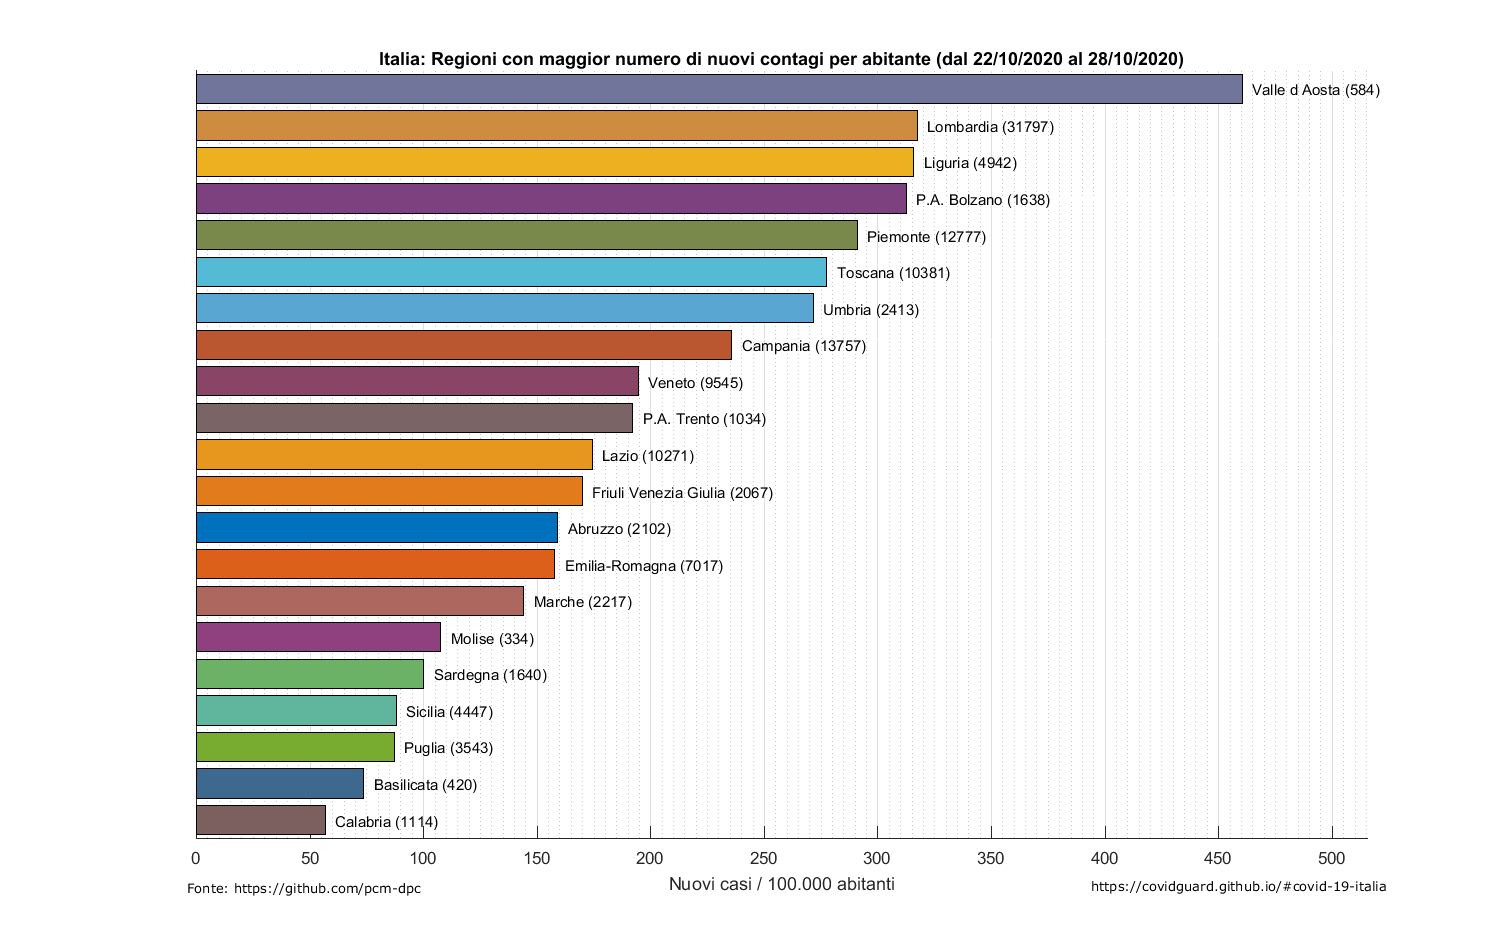 Italia: Regioni con maggior numero di nuovi contagi per abitante (dal 22/10/2020 al 28/10/2020)
Valle d Aosta (584)
Lombardia (31797)
Liguria (4942)
P.A. Bolzano (1638)
Piemonte (12777)
Toscana (10381)
Umbria (2413)
Campania (13757)
Veneto (9545)
P.A. Trento (1034)
Lazio (10271)
Friuli Venezia Giulia (2067)
Abruzzo (2102)
Emilia-Romagna (7017)
Marche (2217)
Molise (334)
Sardegna (1640)
Sicilia (4447)
Puglia (3543)
Basilicata (420)
Calabria (1114)
0 50 100 150 200 250 300 350 400 450 500
Nuovi casi / 100.000 abitanti
Fonte: https://github.com/pcm-dpc
https://covidguard.github.io/#covid-19-italia